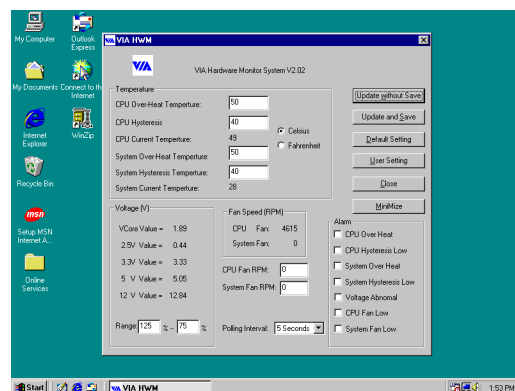 My Computer
Outlook Express
My Documents
Connect to th
Internet
Internet Explorer
WinZip
Recycle Bin
msn
Setup MSN Internet A...
Online Services
VIA HWM
VIA
VIA Hardware Monitor System V2.02
Temperature
CPU Over-Heat Temperture: 50
CPU Hysteresis 40
CPU Current Temperture: 49
System Over-Heat Temperture: 50
System Hysteresis Temperture: 40
System Current Temperture: 28
Celsius
Fahrenheit
Update without Save
Update and Save
Default Setting
User Setting
Close
MiniMize
Voltage (V)
VCore Value = 1.89
2.5V Value = 0.44
3.3V Value = 3.33
5 V Value = 5.05
12 V Value = 12.84
Range: 125 % - 75 %
Fan Speed (RPM)
CPU Fan: 4615
System Fan: 0
CPU Fan RPM: 0
System Fan RPM: 0
Polling Interval: 5 Seconds
Alarm
CPU Over Heat
CPU Hysteresis Low
System Over Heat
System Hysteresis Low
Voltage Abnomal
CPU Fan Low
System Fan Low
Start
VIA HWM
1:53 PM